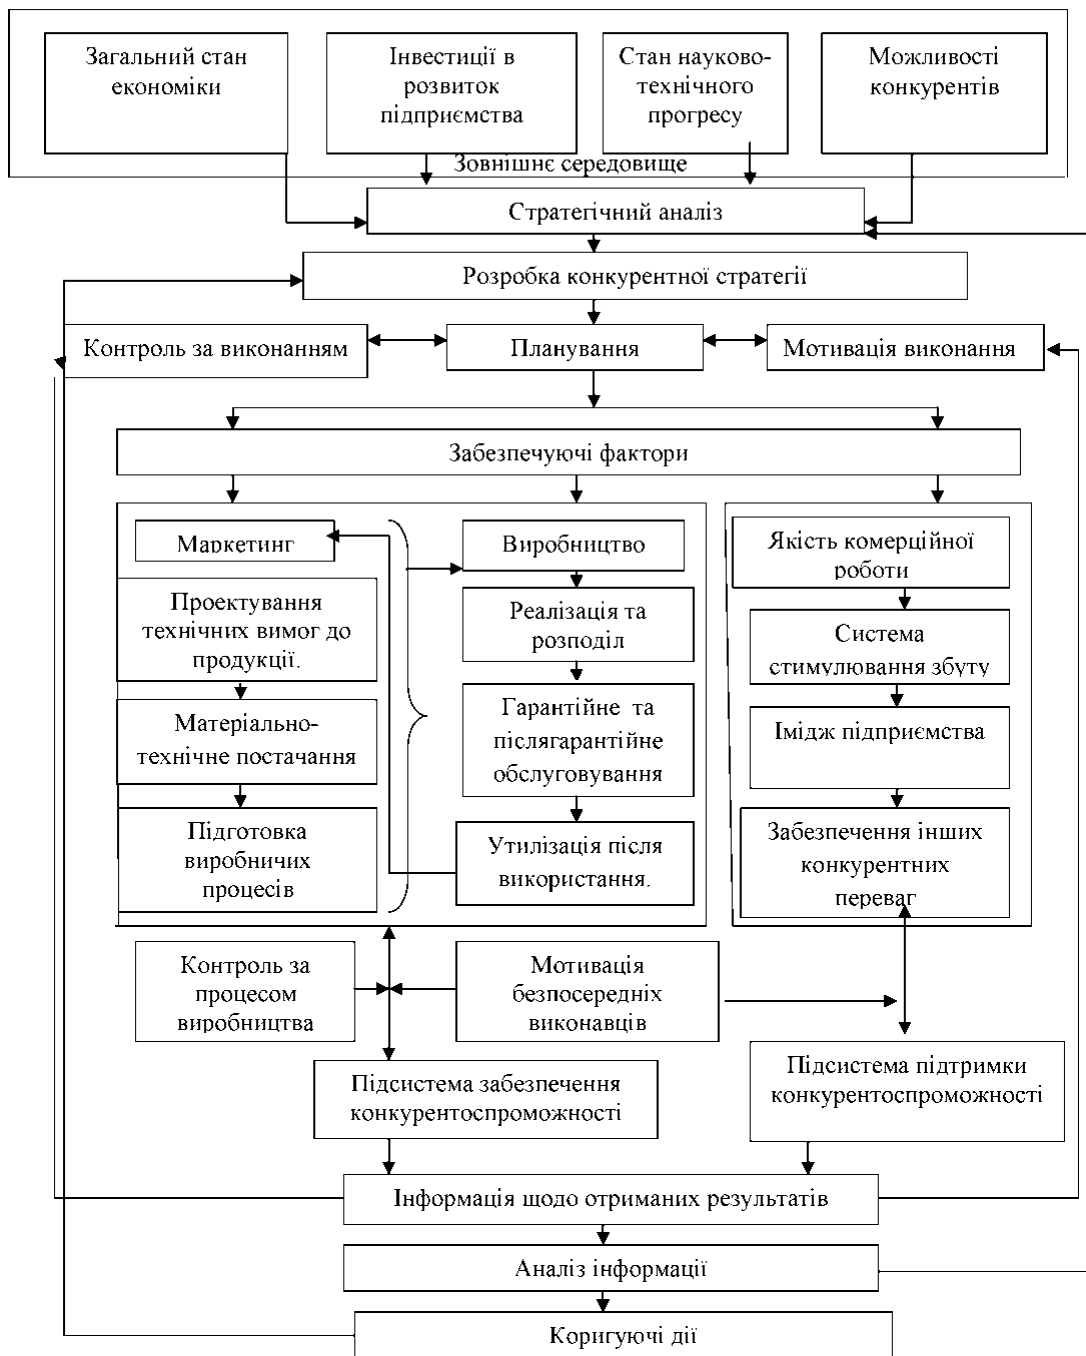 Загальний стан
економіки
Інвестиції в
розвиток
підприємства
Стан науково-
технічного
прогресу
Можливості
конкурентів
Зовнішнє середовище
Стратегічний аналіз
Розробка конкурентної стратегії
Контроль за виконанням
Планування
Мотивація виконання
Забезпечуючі фактори
Маркетинг
Проектування
технічних вимог до
продукції.
Матеріально-
технічне постачання
Підготовка
виробничих
процесів
Виробництво
Реалізація та
розподіл
Гарантійне та
післягарантійне
обслуговування
Утилізація після
використання.
Якість комерційної
роботи
Система
стимулювання збуту
Імідж підприємства
Забезпечення інших
конкурентних
переваг
Контроль за
процесом
виробництва
Мотивація
безпосередніх
виконавців
Підсистема забезпечення
конкурентоспроможності
Підсистема підтримки
конкурентоспроможності
Інформація щодо отриманих результатів
Аналіз інформації
Коригуючі дії